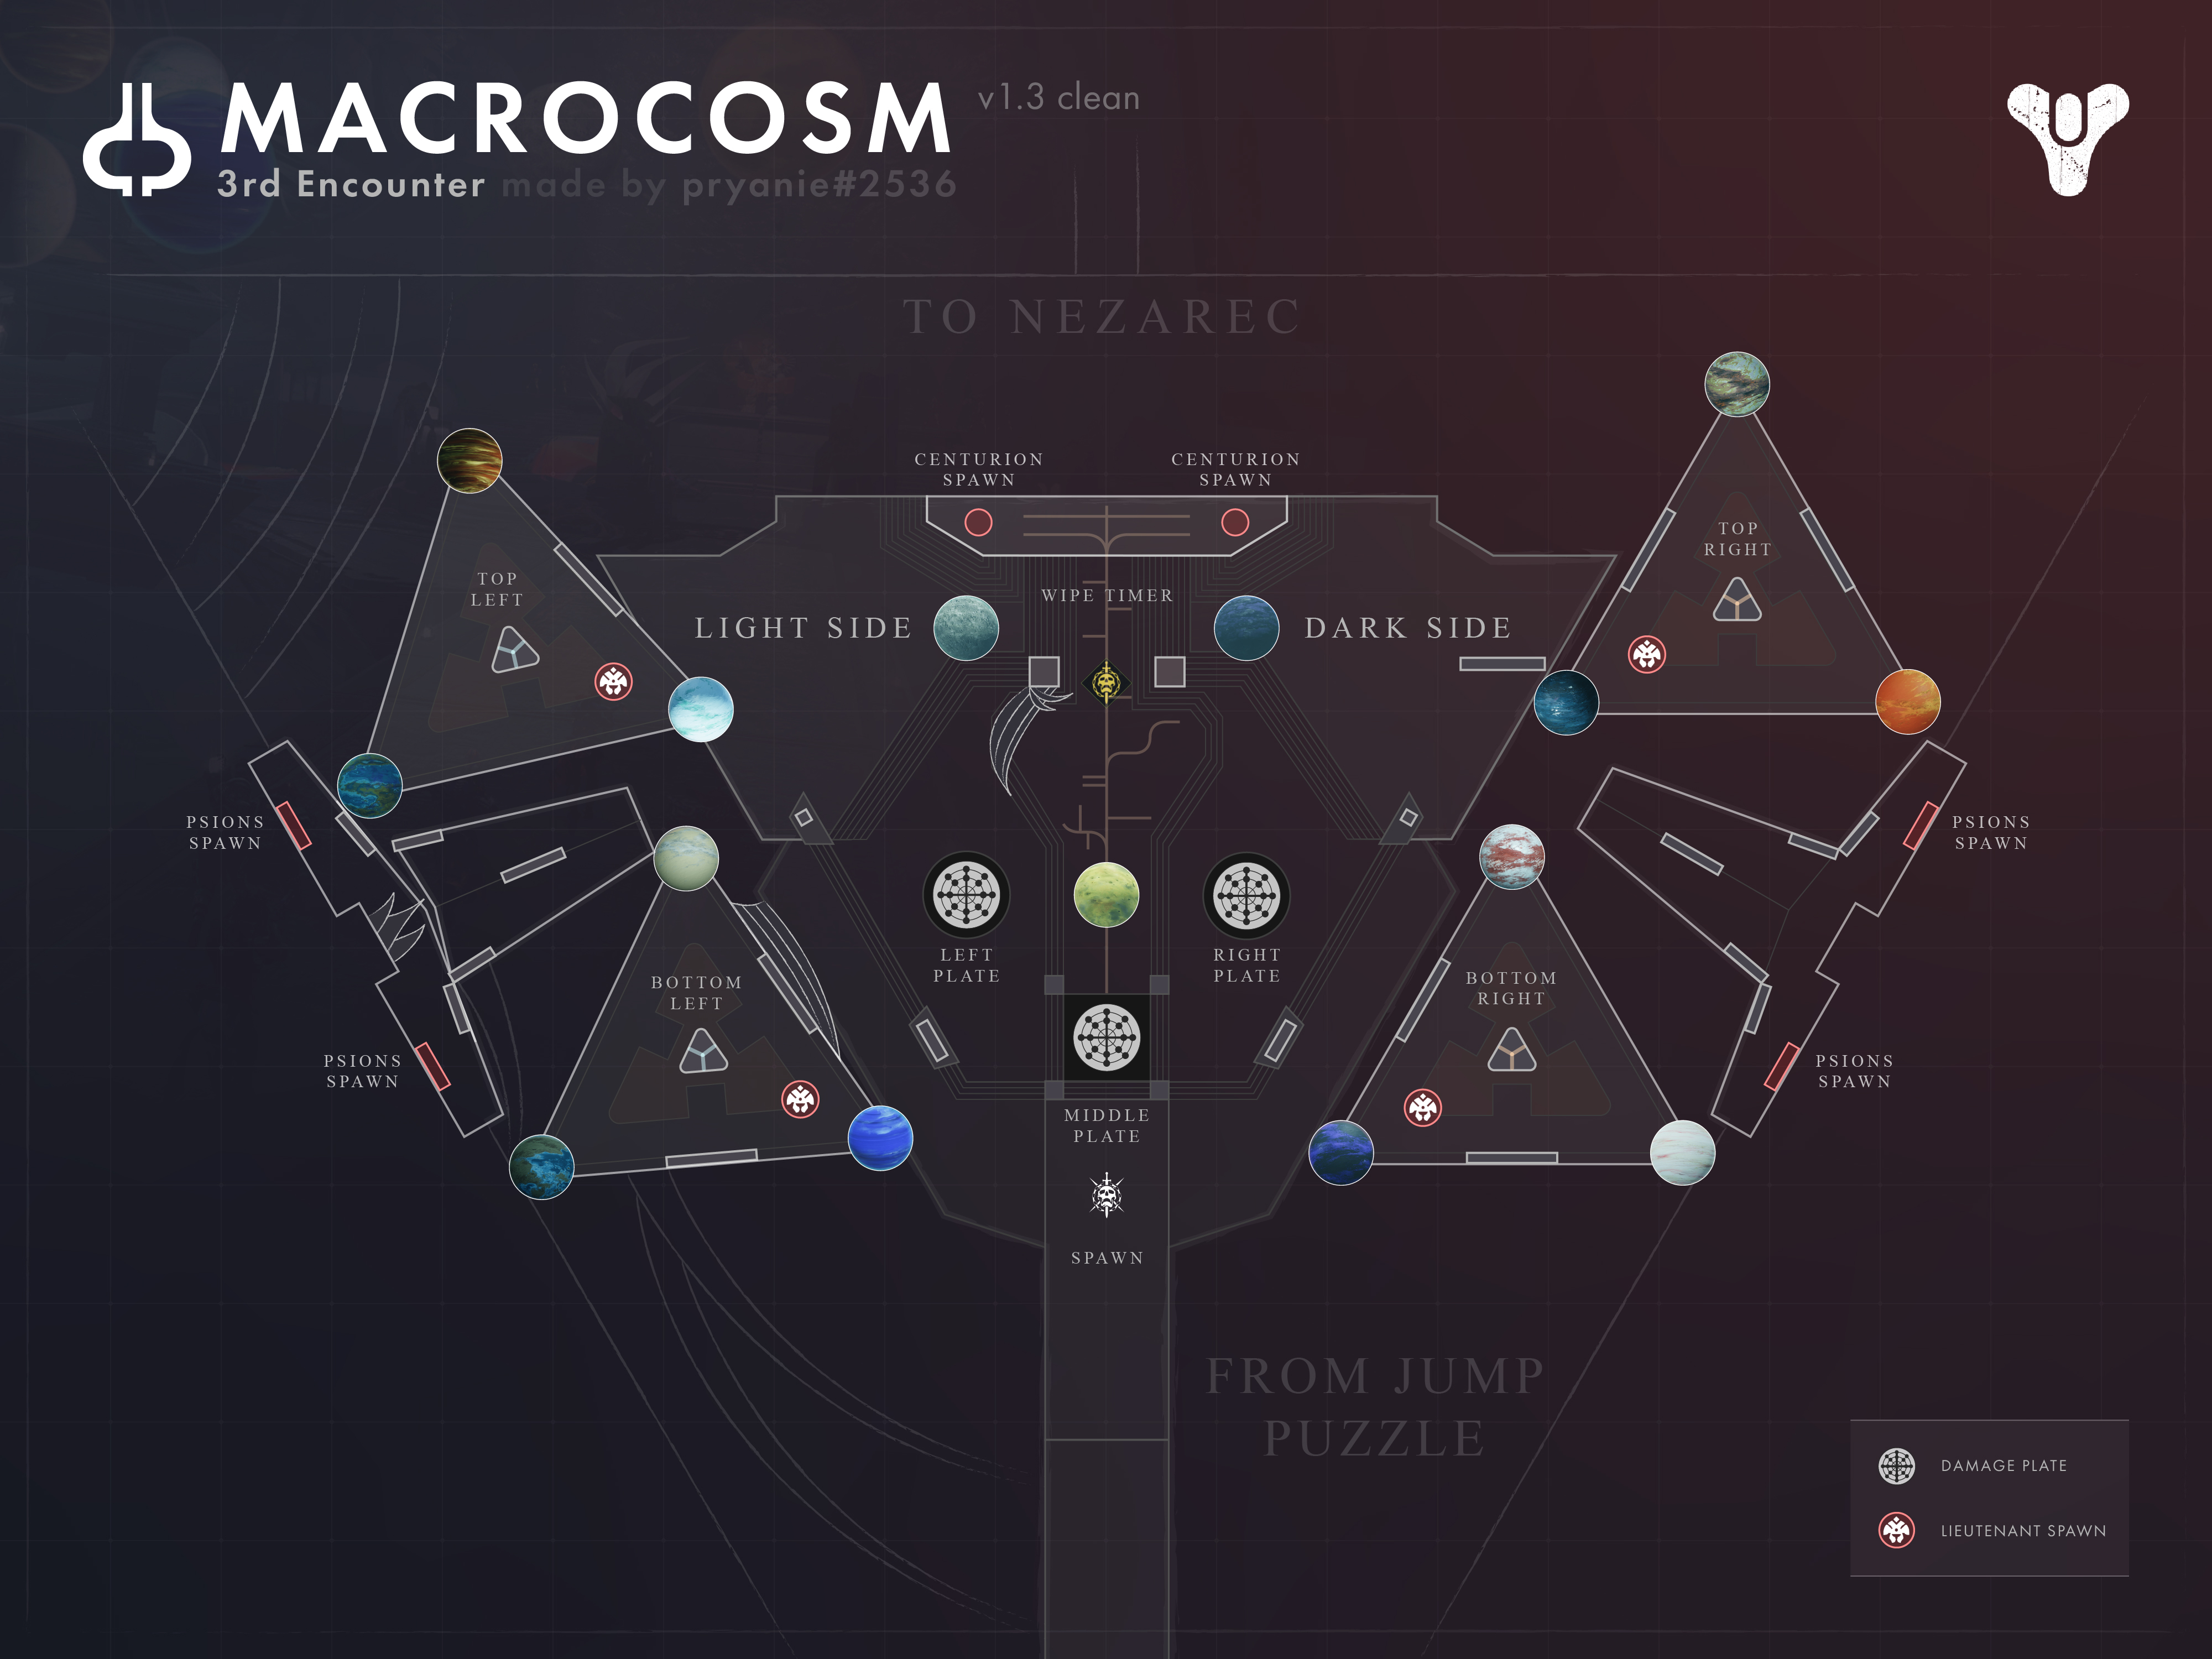 MACROCOSM v1.3 clean
3rd Encounter made by pryanie#2536
TO NEZAREC
CENTURION
SPAWN
CENTURION
SPAWN
TOP
LEFT
TOP
RIGHT
WIPE TIMER
LIGHT SIDE
DARK SIDE
PSIONS
SPAWN
PSIONS
SPAWN
LEFT
PLATE
RIGHT
PLATE
BOTTOM
LEFT
BOTTOM
RIGHT
PSIONS
SPAWN
PSIONS
SPAWN
MIDDLE
PLATE
SPAWN
FROM JUMP
PUZZLE
DAMAGE PLATE
LIEUTENANT SPAWN